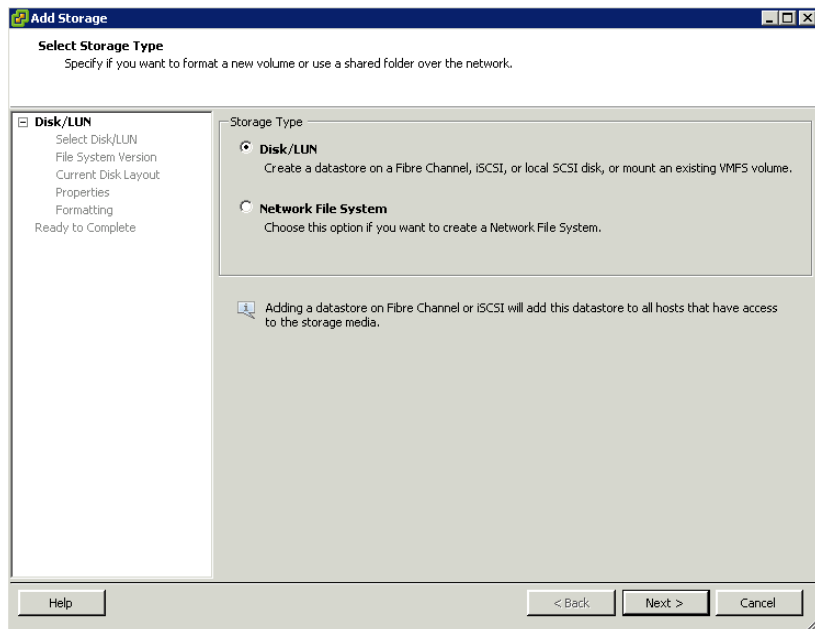 Add Storage
Select Storage Type
Specify if you want to format a new volume or use a shared folder over the network.
Disk/LUN
Select Disk/LUN
File System Version
Current Disk Layout
Properties
Formatting
Ready to Complete
Storage Type
Disk/LUN
Create a datastore on a Fibre Channel, iSCSI, or local SCSI disk, or mount an existing VMFS volume.
Network File System
Choose this option if you want to create a Network File System.
Adding a datastore on Fibre Channel or iSCSI will add this datastore to all hosts that have access
to the storage media.
Help
< Back
Next >
Cancel